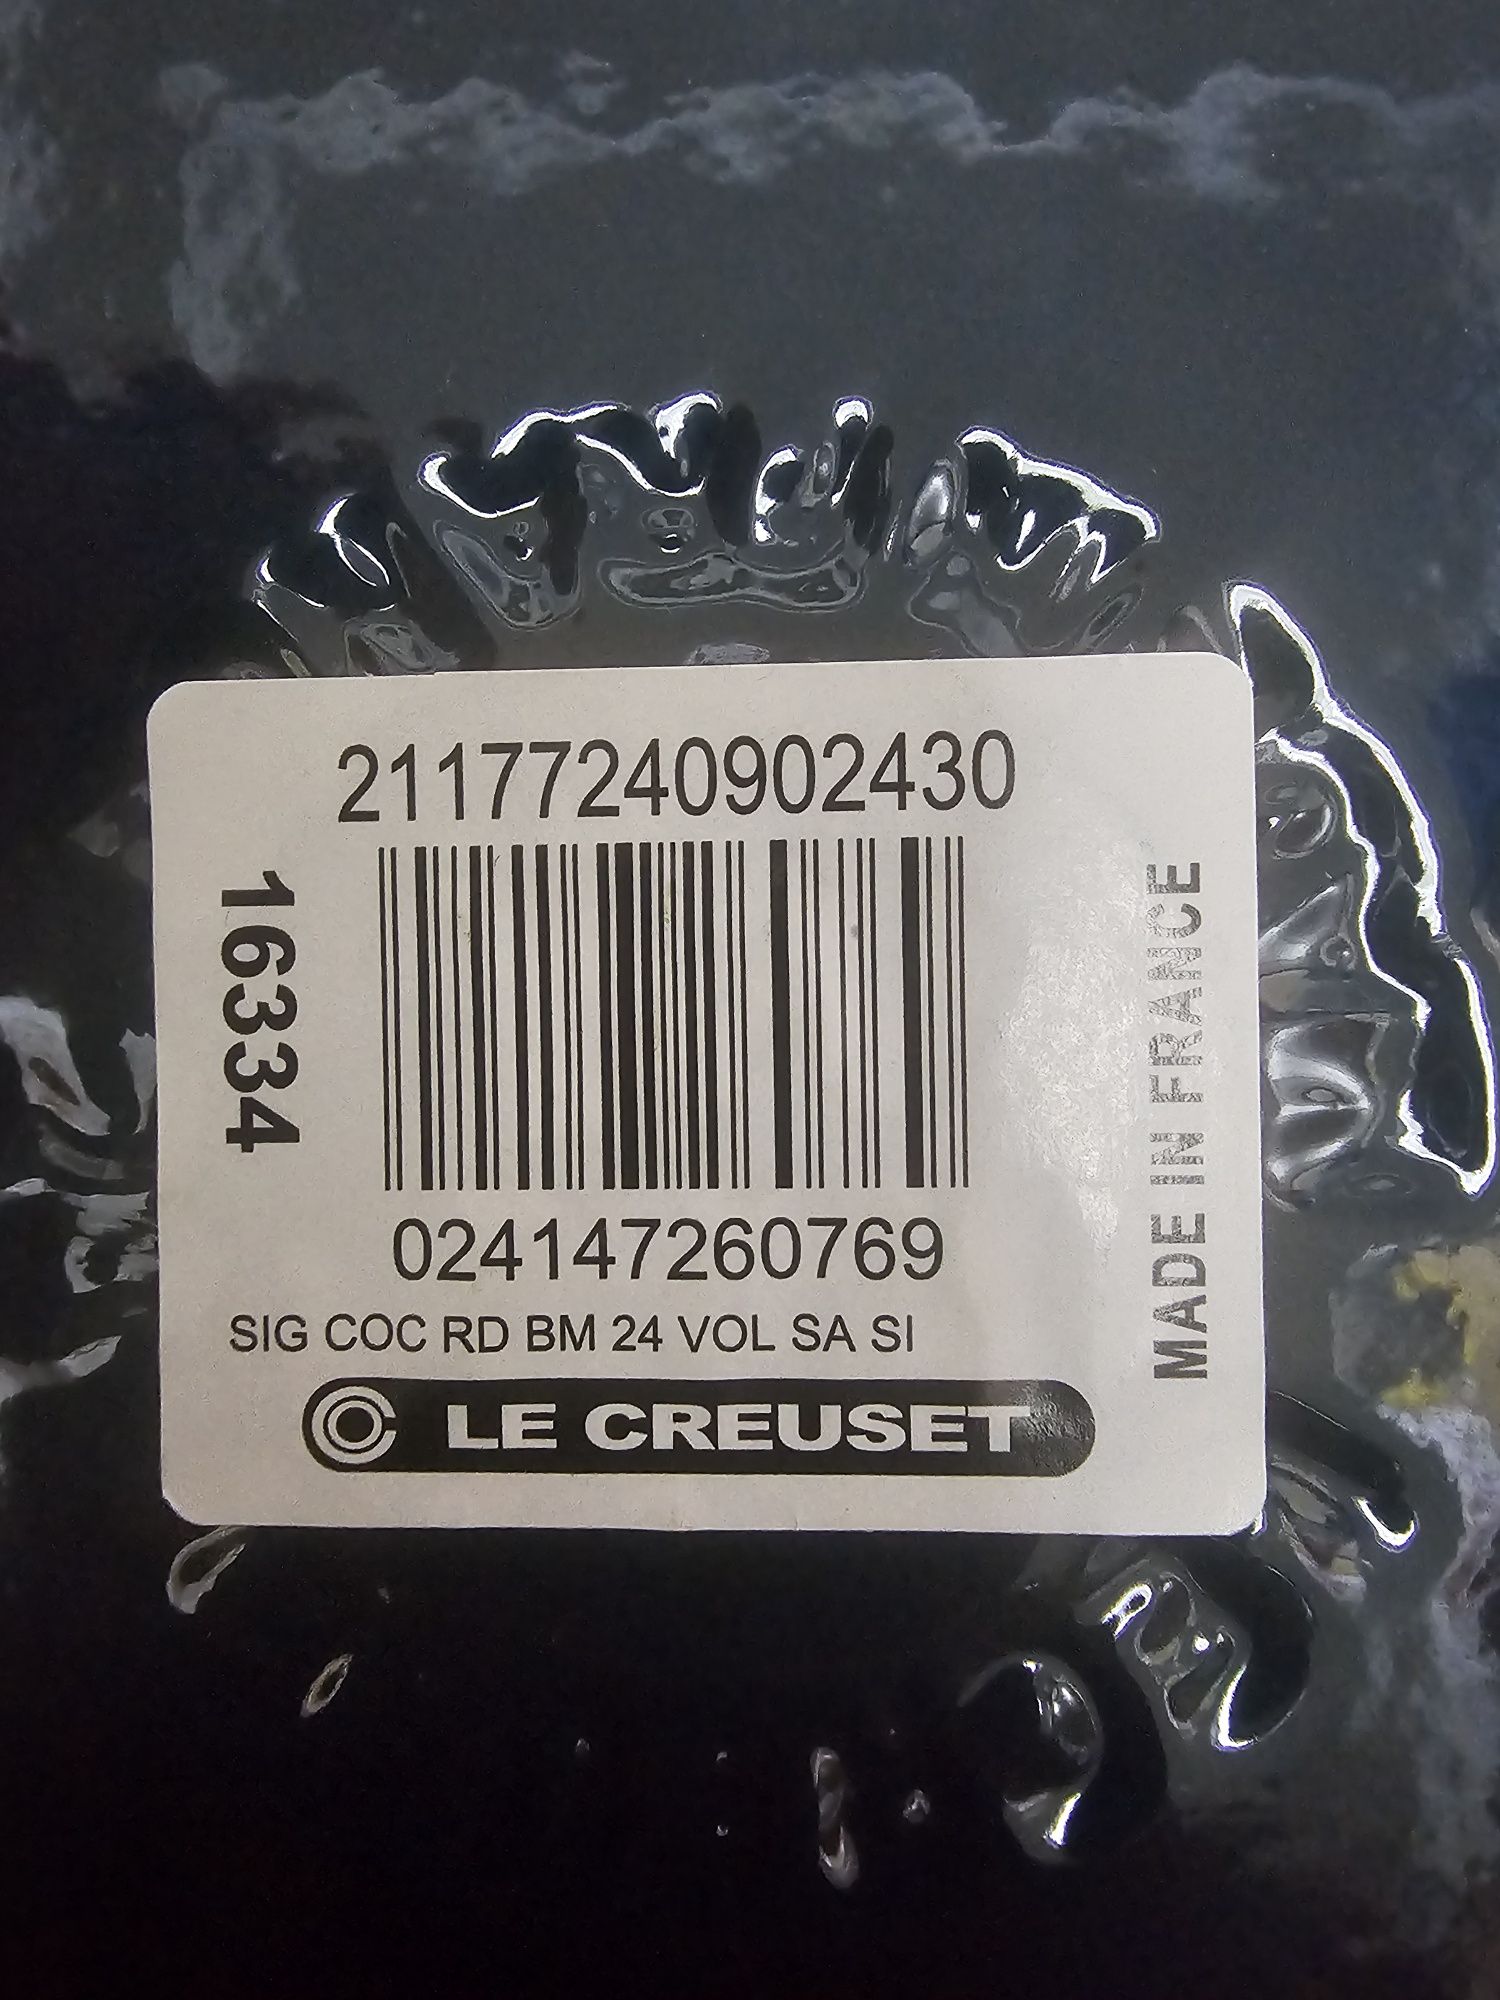 21177240902430
16334
MADE IN FRANCE
024147260769
SIG COC RD BM 24 VOL SA SI
LE CREUSET